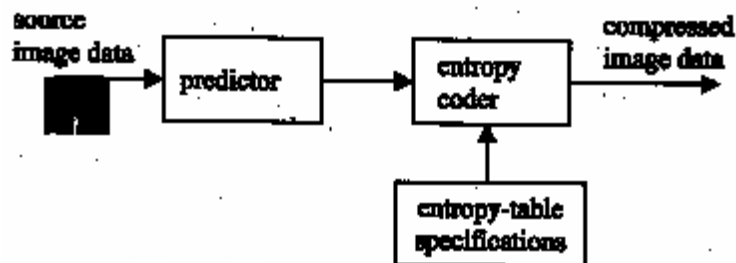 source
image data
predictor
entropy
coder
compressed
image data
entropy-table
specifications